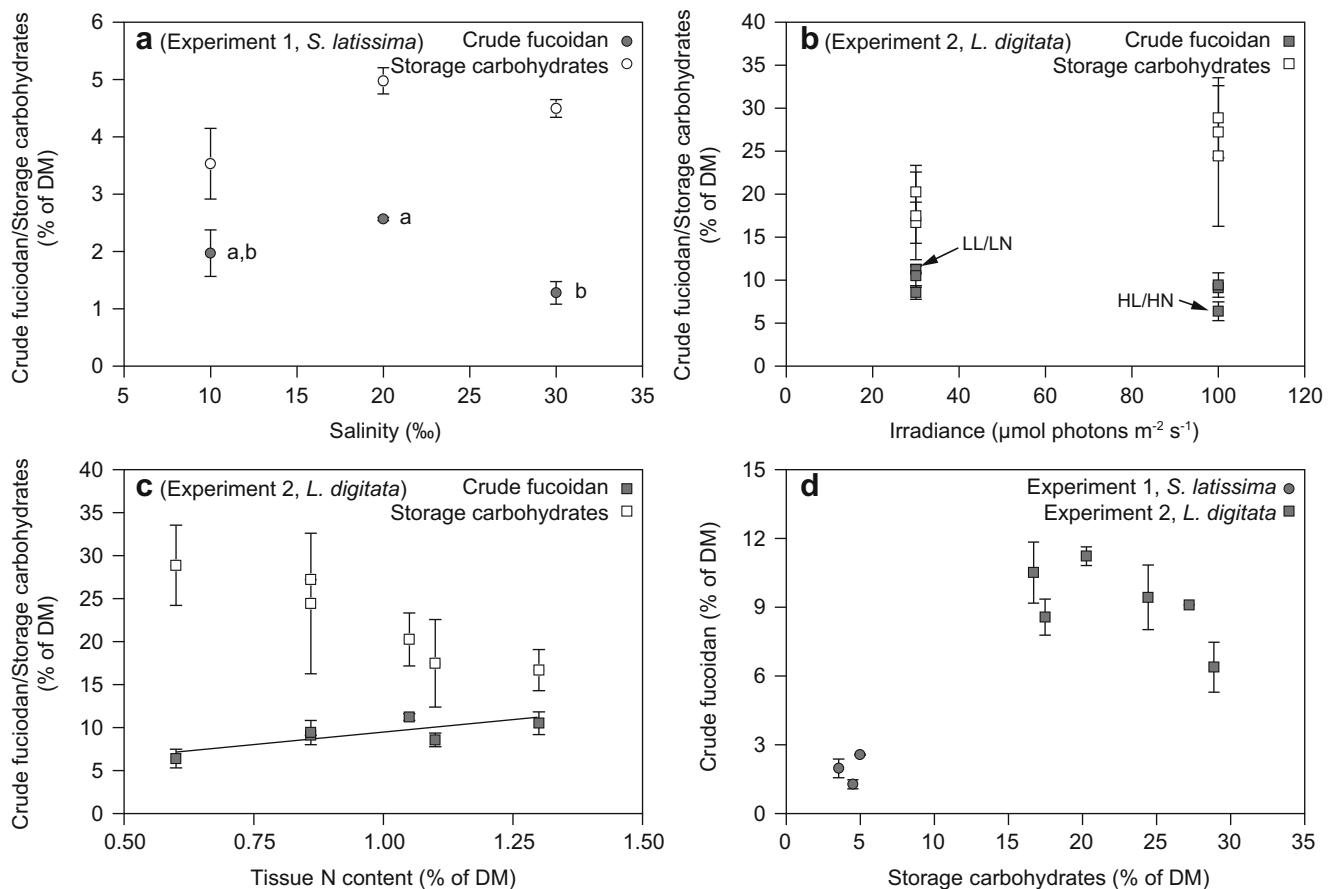 a (Experiment 1, S. latissima)
Crude fucoidan
Storage carbohydrates
Crude fuciodan/Storage carbohydrates
(% of DM)
6
5
4
3
2
1
0
a,b
a
b
5 10 15 20 25 30 35
Salinity (‰)
b (Experiment 2, L. digitata)
Crude fucoidan
Storage carbohydrates
Crude fuciodan/Storage carbohydrates
(% of DM)
40
35
30
25
20
15
10
5
0
LL/LN
HL/HN
0 20 40 60 80 100 120
Irradiance (µmol photons m⁻² s⁻¹)
c (Experiment 2, L. digitata)
Crude fucoidan
Storage carbohydrates
Crude fuciodan/Storage carbohydrates
(% of DM)
40
35
30
25
20
15
10
5
0
0.50 0.75 1.00 1.25 1.50
Tissue N content (% of DM)
d
Experiment 1, S. latissima
Experiment 2, L. digitata
Crude fucoidan (% of DM)
15
12
9
6
3
0
0 5 10 15 20 25 30 35
Storage carbohydrates (% of DM)